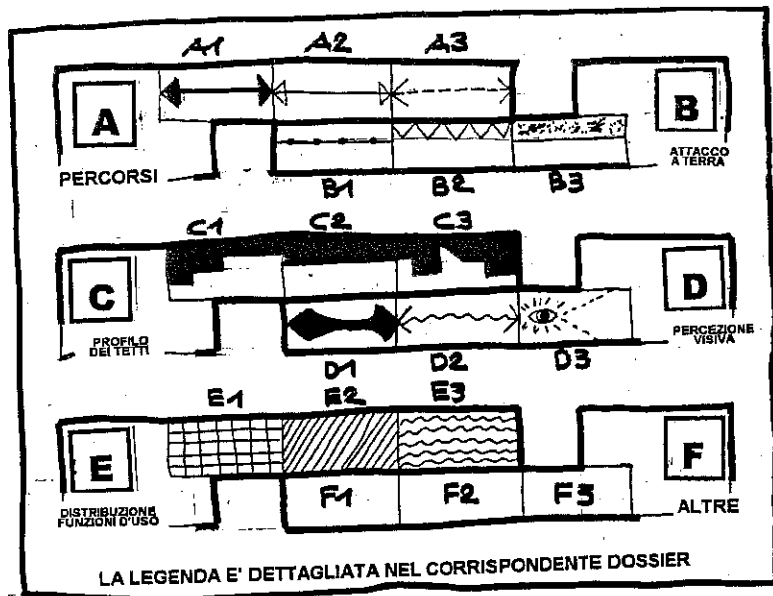 A1 A2 A3
A B
PERCORSI
ATTACCO
A TERRA
B1 B2 B3
C1 C2 C3
C D
PROFILO
DEI TETTI
PERCEZIONE
VISIVA
D1 D2 D3
E1 E2 E3
E F
DISTRIBUZIONE
FUNZIONI D'USO
F1 F2 F3
ALTRE
LA LEGENDA E' DETTAGLIATA NEL CORRISPONDENTE DOSSIER